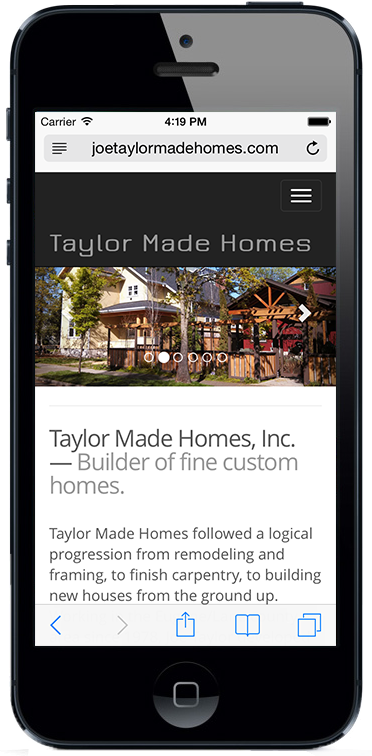 Carrier 4:19 PM
joetaylormadehomes.com
Taylor Made Homes
Taylor Made Homes, Inc.
— Builder of fine custom
homes.
Taylor Made Homes followed a logical
progression from remodeling and
framing, to finish carpentry, to building
new houses from the ground up.